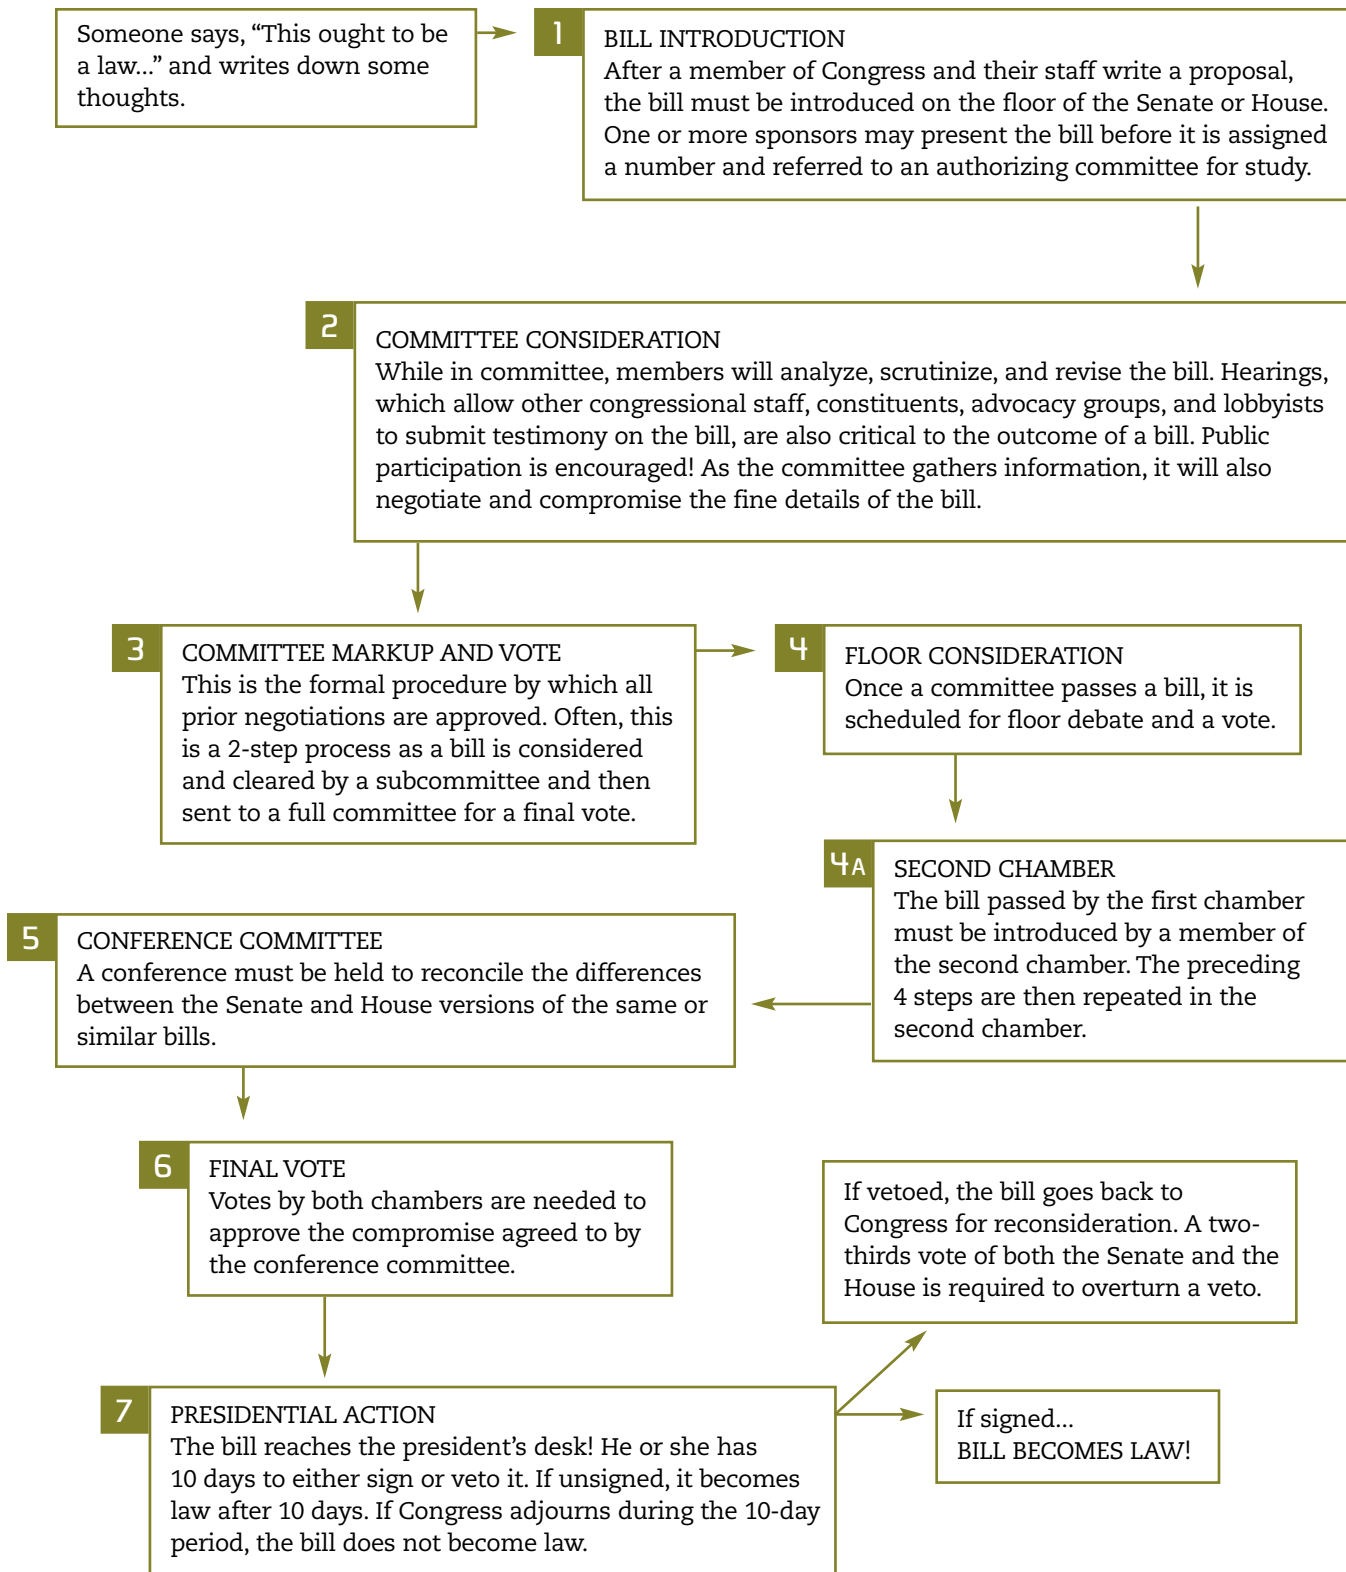 Someone says, “This ought to be
a law...” and writes down some
thoughts.
1
BILL INTRODUCTION
After a member of Congress and their staff write a proposal,
the bill must be introduced on the floor of the Senate or House.
One or more sponsors may present the bill before it is assigned
a number and referred to an authorizing committee for study.
2
COMMITTEE CONSIDERATION
While in committee, members will analyze, scrutinize, and revise the bill. Hearings,
which allow other congressional staff, constituents, advocacy groups, and lobbyists
to submit testimony on the bill, are also critical to the outcome of a bill. Public
participation is encouraged! As the committee gathers information, it will also
negotiate and compromise the fine details of the bill.
3
COMMITTEE MARKUP AND VOTE
This is the formal procedure by which all
prior negotiations are approved. Often, this
is a 2-step process as a bill is considered
and cleared by a subcommittee and then
sent to a full committee for a final vote.
4
FLOOR CONSIDERATION
Once a committee passes a bill, it is
scheduled for floor debate and a vote.
4A
SECOND CHAMBER
The bill passed by the first chamber
must be introduced by a member of
the second chamber. The preceding
4 steps are then repeated in the
second chamber.
5
CONFERENCE COMMITTEE
A conference must be held to reconcile the differences
between the Senate and House versions of the same or
similar bills.
6
FINAL VOTE
Votes by both chambers are needed to
approve the compromise agreed to by
the conference committee.
7
PRESIDENTIAL ACTION
The bill reaches the president’s desk! He or she has
10 days to either sign or veto it. If unsigned, it becomes
law after 10 days. If Congress adjourns during the 10-day
period, the bill does not become law.
If vetoed, the bill goes back to
Congress for reconsideration. A two-
thirds vote of both the Senate and the
House is required to overturn a veto.
If signed...
BILL BECOMES LAW!